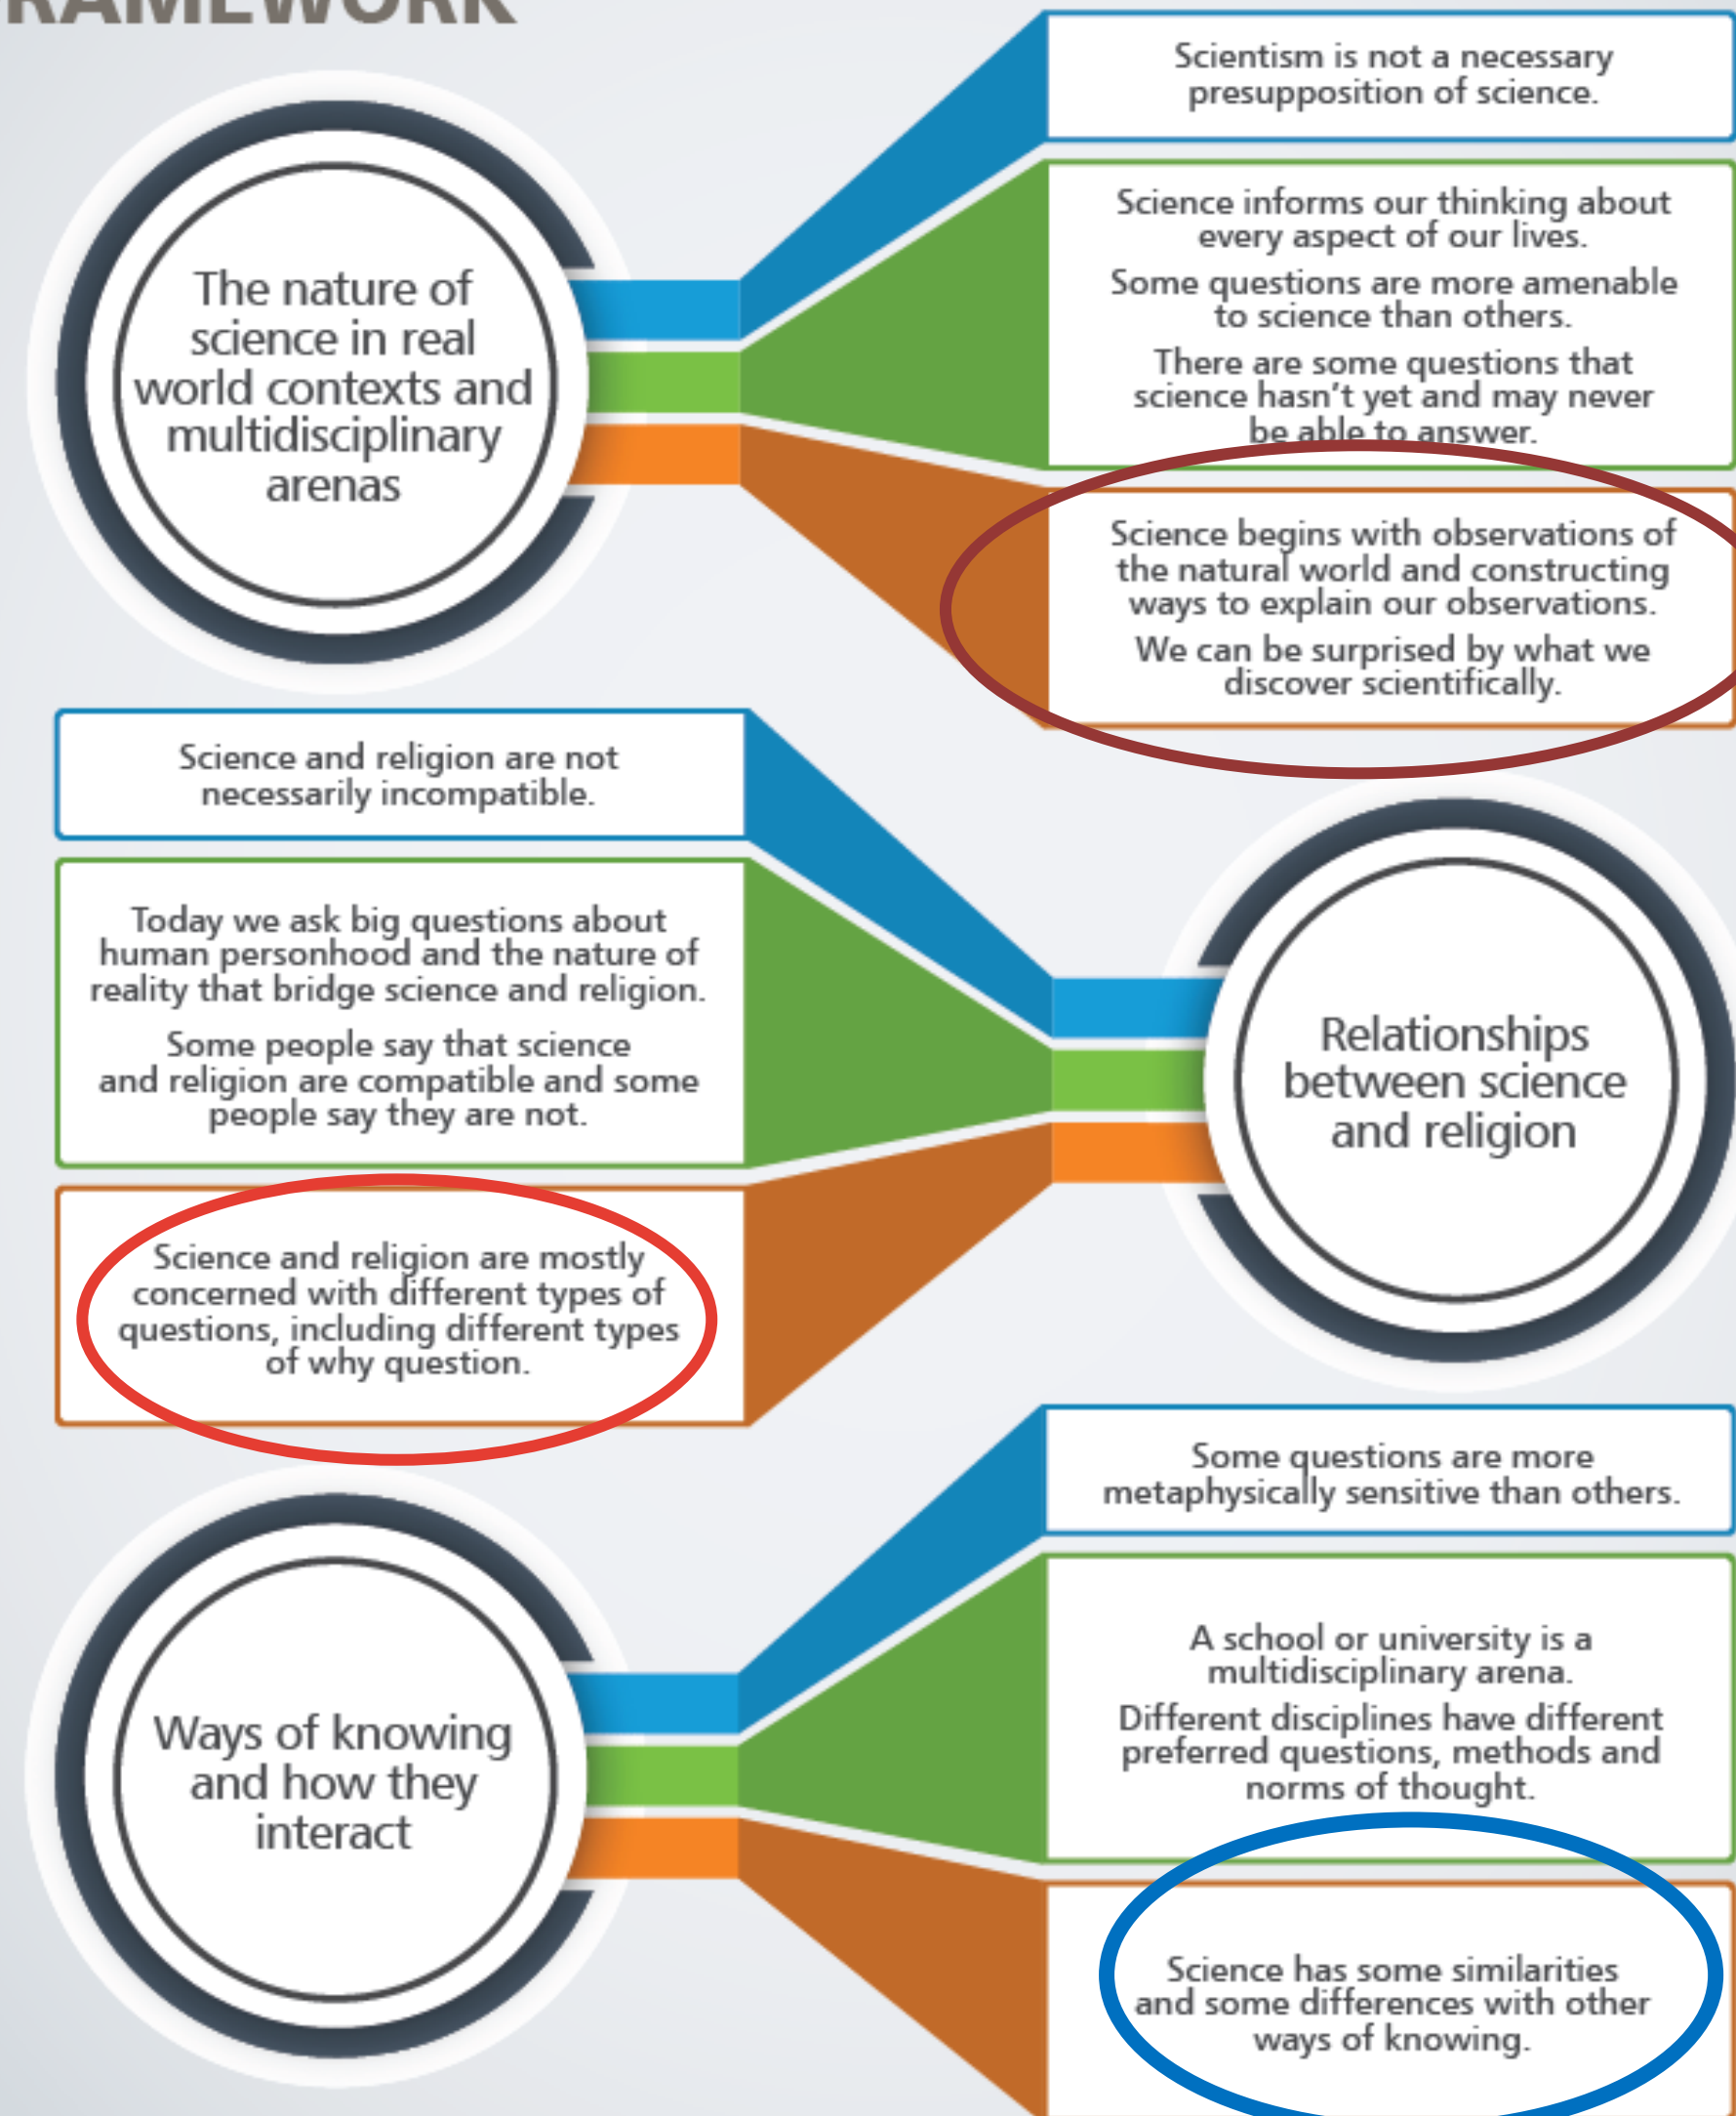 RAMEWORK
The nature of
science in real
world contexts and
multidisciplinary
arenas
Scientism is not a necessary
presupposition of science.
Science informs our thinking about
every aspect of our lives.
Some questions are more amenable
to science than others.
There are some questions that
science hasn't yet and may never
be able to answer.
Science begins with observations of
the natural world and constructing
ways to explain our observations.
We can be surprised by what we
discover scientifically.
Science and religion are not
necessarily incompatible.
Today we ask big questions about
human personhood and the nature of
reality that bridge science and religion.
Some people say that science
and religion are compatible and some
people say they are not.
Science and religion are mostly
concerned with different types of
questions, including different types
of why question.
Relationships
between science
and religion
Ways of knowing
and how they
interact
Some questions are more
metaphysically sensitive than others.
A school or university is a
multidisciplinary arena.
Different disciplines have different
preferred questions, methods and
norms of thought.
Science has some similarities
and some differences with other
ways of knowing.